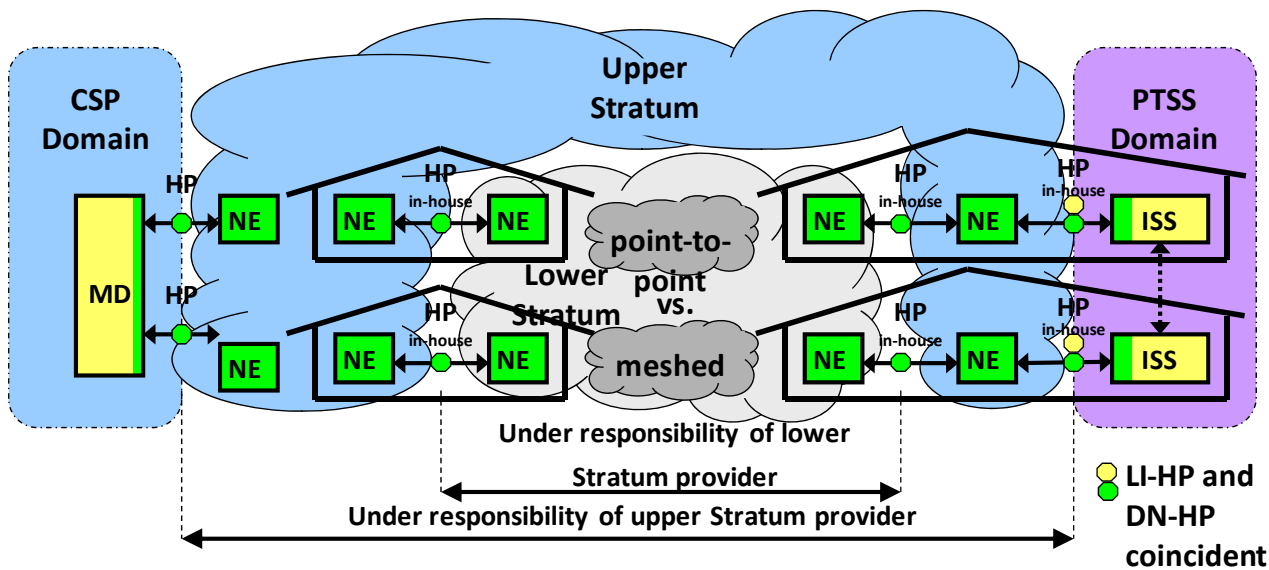 Upper
Stratum
CSP
Domain
PTSS
Domain
HP
HP
in-house
HP
in-house
HP
in-house
NE
NE
NE
NE
NE
ISS
point-to-
point
vs.
meshed
Lower
Stratum
MD
HP
HP
in-house
HP
in-house
HP
in-house
NE
NE
NE
NE
NE
ISS
Under responsibility of lower
Stratum provider
Under responsibility of upper Stratum provider
LI-HP and
DN-HP
coincident